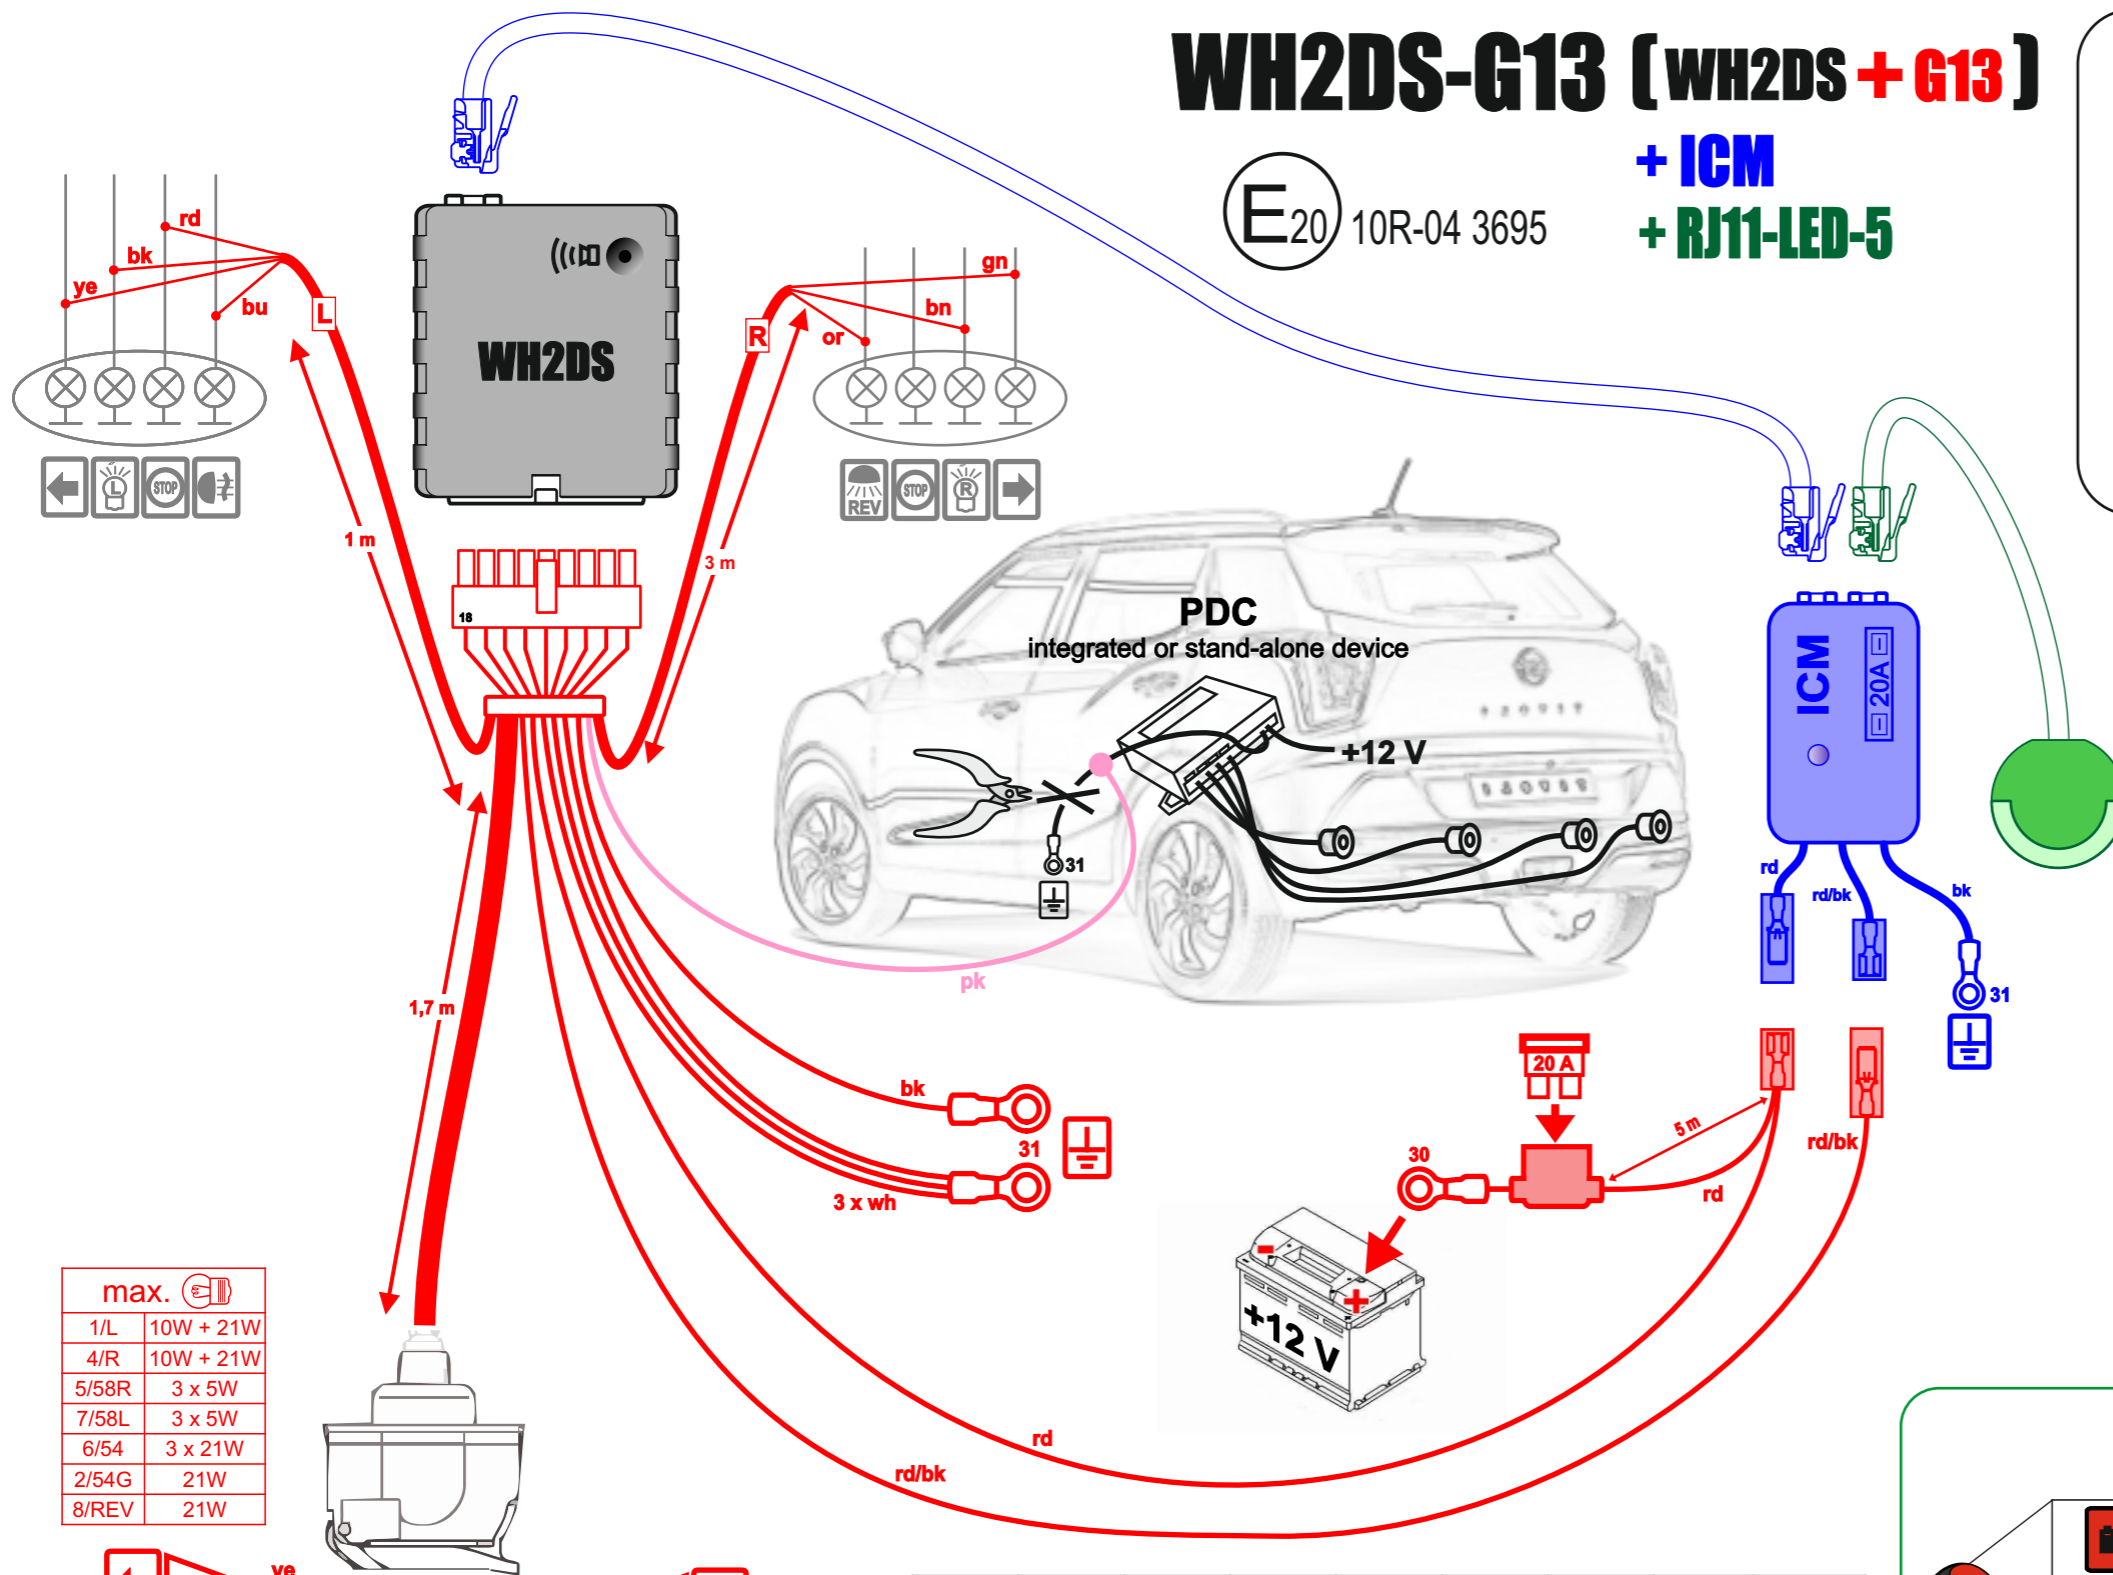 WH2DS-G13 (WH2DS + G13)
+ ICM
+ RJ11-LED-5
E20 10R-04 3695
rd
bk
ye
bu
L
WH2DS
gn
bn
or
R
L
STOP
REV
STOP
R
1 m
3 m
18
PDC
integrated or stand-alone device
+12 V
31
pk
ICM
20A
rd
rd/bk
bk
31
1,7 m
bk
31
3 x wh
20 A
5 m
30
rd
rd/bk
-
+
+12 V
rd
rd/bk
max.
1/L 10W + 21W
4/R 10W + 21W
5/58R 3 x 5W
7/58L 3 x 5W
6/54 3 x 21W
2/54G 21W
8/REV 21W
ye